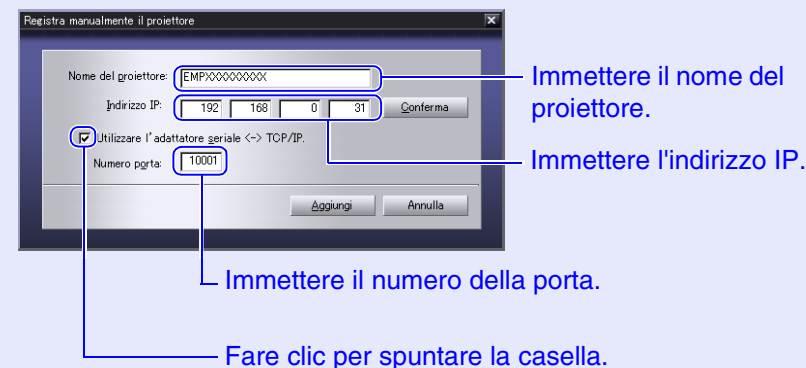 Registra manualmente il proiettore
Nome del proiettore: EMPXXXXXXXXX
Immettere il nome del
proiettore.
Indirizzo IP: 192 168 0 31 Conferma
Immettere l'indirizzo IP.
Utilizzare l'adattatore seriale <-> TCP/IP.
Numero porta: 10001
Aggiungi Annulla
Immettere il numero della porta.
Fare clic per spuntare la casella.